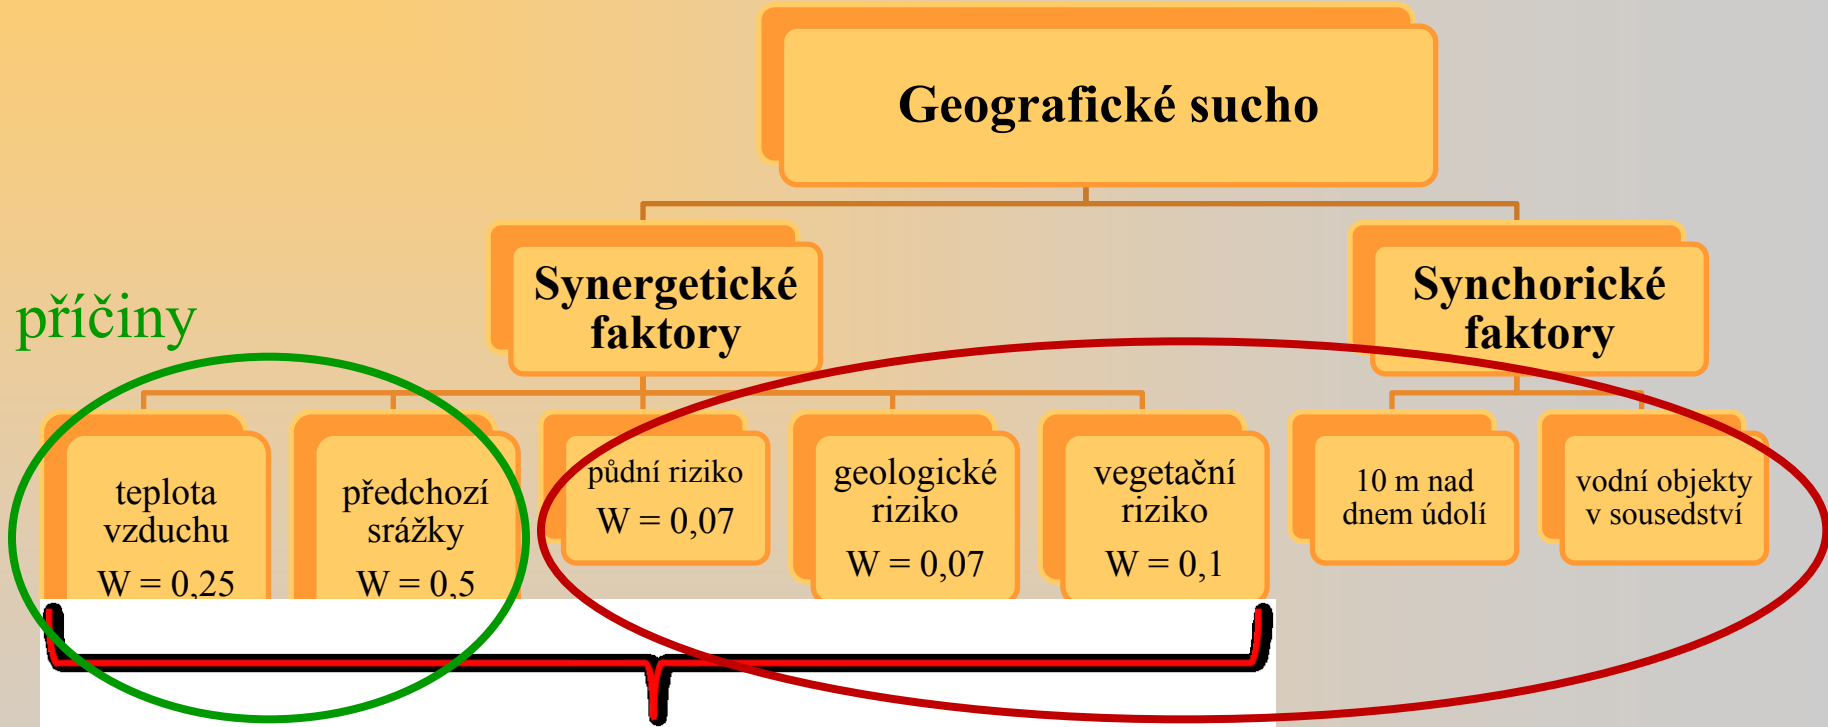 Geografické sucho
Synergetické
faktory
Synchorické
faktory
příčiny
teplota
vzduchu
W = 0,25
předchozí
srážky
W = 0,5
půdní riziko
W = 0,07
geologické
riziko
W = 0,07
vegetační
riziko
W = 0,1
10 m nad
dnem údolí
vodní objekty
v sousedství